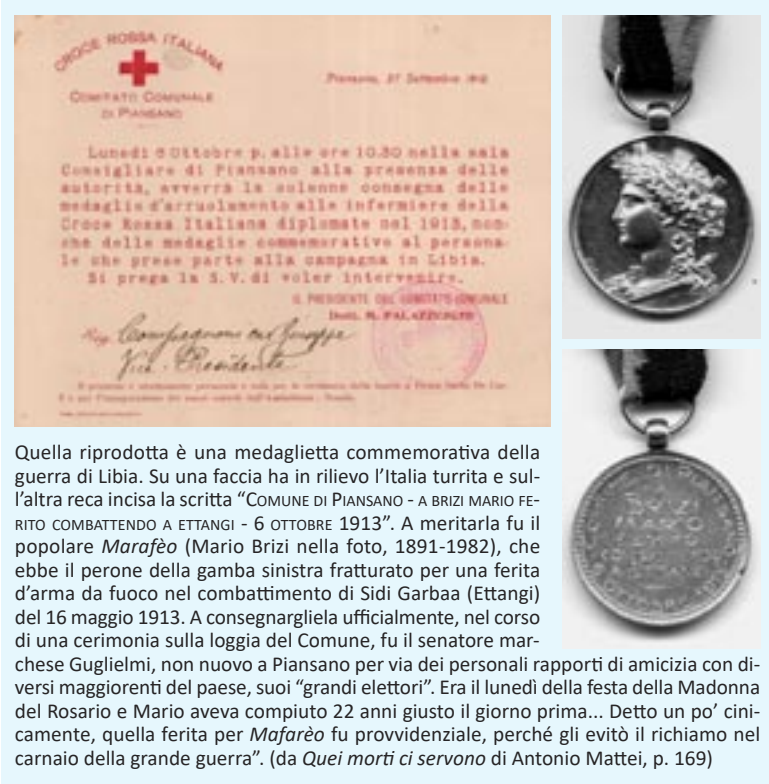 CROCE ROSSA ITALIANA
COMITATO COMUNALE
DI PIANSANO
Piansano, 27 Settembre 1913
Lunedì 6 Ottobre p. alle ore 10.30 nella sala
Consigliare di Piansano alla presenza delle
autorità, avverrà la solenne consegna delle
medaglie d'arruolamento alle infermiere della
Croce Rossa Italiana diplomate nel 1913, non-
chè delle medaglie commemorative al persona-
le che prese parte alla campagna in Libia.
Si prega la S.V. di voler intervenire.
IL PRESIDENTE DEL COMITATO COMUNALE
Dott. M. PALAZZESCHI
Compagnoni cav Giuseppe
Vice-Presidente
BRIZI
MARIO
Quella riprodotta è una medaglietta commemorativa della
guerra di Libia. Su una faccia ha in rilievo l'Italia turrita e sul-
l'altra reca incisa la scritta "COMUNE DI PIANSANO - A BRIZI MARIO FE-
RITO COMBATTENDO A ETTANGI - 6 OTTOBRE 1913". A meritarla fu il
popolare Marafèo (Mario Brizi nella foto, 1891-1982), che
ebbe il perone della gamba sinistra fratturato per una ferita
d'arma da fuoco nel combattimento di Sidi Garbaa (Ettangi)
del 16 maggio 1913. A consegnargliela ufficialmente, nel corso
di una cerimonia sulla loggia del Comune, fu il senatore mar-
chese Guglielmi, non nuovo a Piansano per via dei personali rapporti di amicizia con di-
versi maggiorenti del paese, suoi "grandi elettori". Era il lunedì della festa della Madonna
del Rosario e Mario aveva compiuto 22 anni giusto il giorno prima... Detto un po' cini-
camente, quella ferita per Mafarèo fu provvidenziale, perché gli evitò il richiamo nel
carnaio della grande guerra". (da Quei morti ci servono di Antonio Mattei, p. 169)